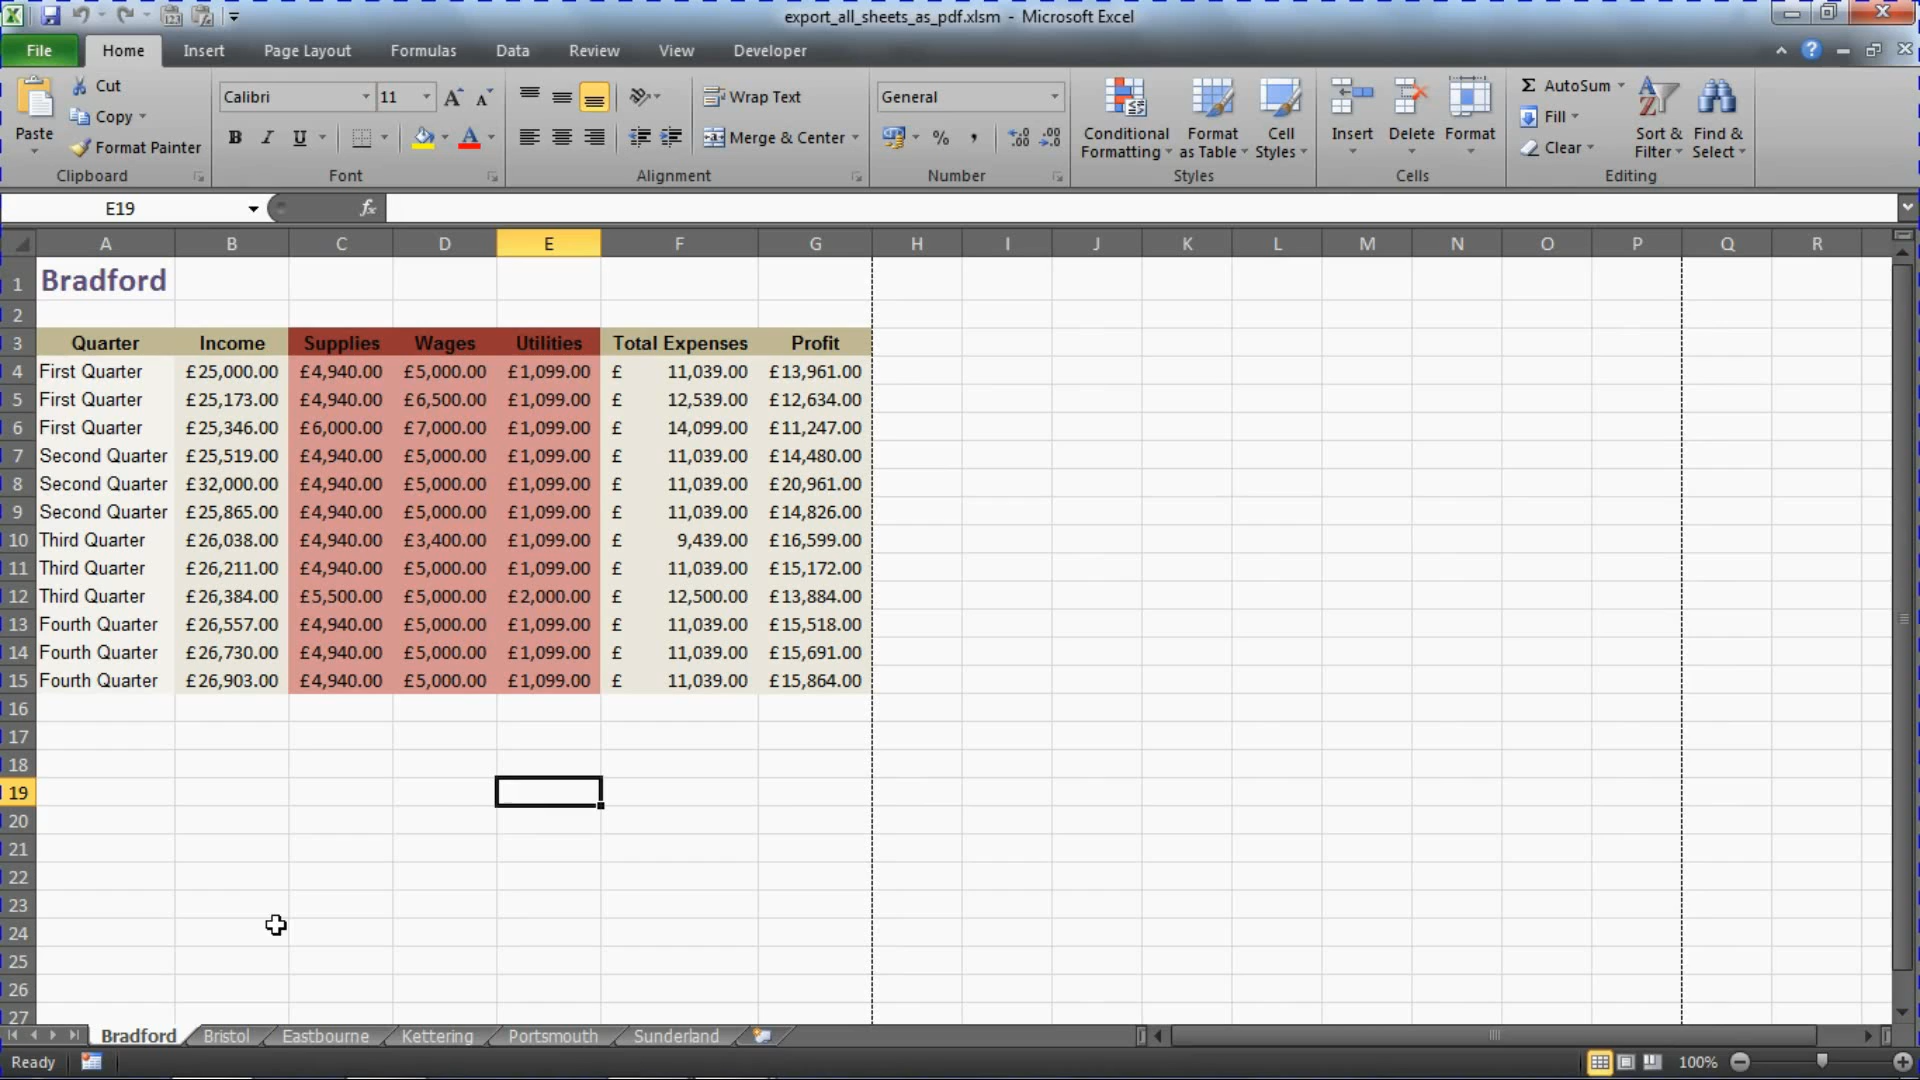 export_all_sheets_as_pdf.xlsm - Microsoft Excel
File Home Insert Page Layout Formulas Data Review View Developer
Paste Cut Copy Format Painter Clipboard
Calibri 11 B I U Font
Wrap Text Merge & Center Alignment
General % , .00 Number
Conditional Formatting Format as Table Cell Styles Styles
Insert Delete Format Cells
Σ AutoSum Fill Clear Sort & Filter Find & Select Editing
E19 fx
A B C D E F G H I J K L M N O P Q R
1 Bradford
2
3 Quarter Income Supplies Wages Utilities Total Expenses Profit
4 First Quarter £25,000.00 £4,940.00 £5,000.00 £1,099.00 £ 11,039.00 £13,961.00
5 First Quarter £25,173.00 £4,940.00 £6,500.00 £1,099.00 £ 12,539.00 £12,634.00
6 First Quarter £25,346.00 £6,000.00 £7,000.00 £1,099.00 £ 14,099.00 £11,247.00
7 Second Quarter £25,519.00 £4,940.00 £5,000.00 £1,099.00 £ 11,039.00 £14,480.00
8 Second Quarter £32,000.00 £4,940.00 £5,000.00 £1,099.00 £ 11,039.00 £20,961.00
9 Second Quarter £25,865.00 £4,940.00 £5,000.00 £1,099.00 £ 11,039.00 £14,826.00
10 Third Quarter £26,038.00 £4,940.00 £3,400.00 £1,099.00 £ 9,439.00 £16,599.00
11 Third Quarter £26,211.00 £4,940.00 £5,000.00 £1,099.00 £ 11,039.00 £15,172.00
12 Third Quarter £26,384.00 £5,500.00 £5,000.00 £2,000.00 £ 12,500.00 £13,884.00
13 Fourth Quarter £26,557.00 £4,940.00 £5,000.00 £1,099.00 £ 11,039.00 £15,518.00
14 Fourth Quarter £26,730.00 £4,940.00 £5,000.00 £1,099.00 £ 11,039.00 £15,691.00
15 Fourth Quarter £26,903.00 £4,940.00 £5,000.00 £1,099.00 £ 11,039.00 £15,864.00
16
17
18
19
20
21
22
23
24
25
26
27
Bradford Bristol Eastbourne Kettering Portsmouth Sunderland
Ready 100%